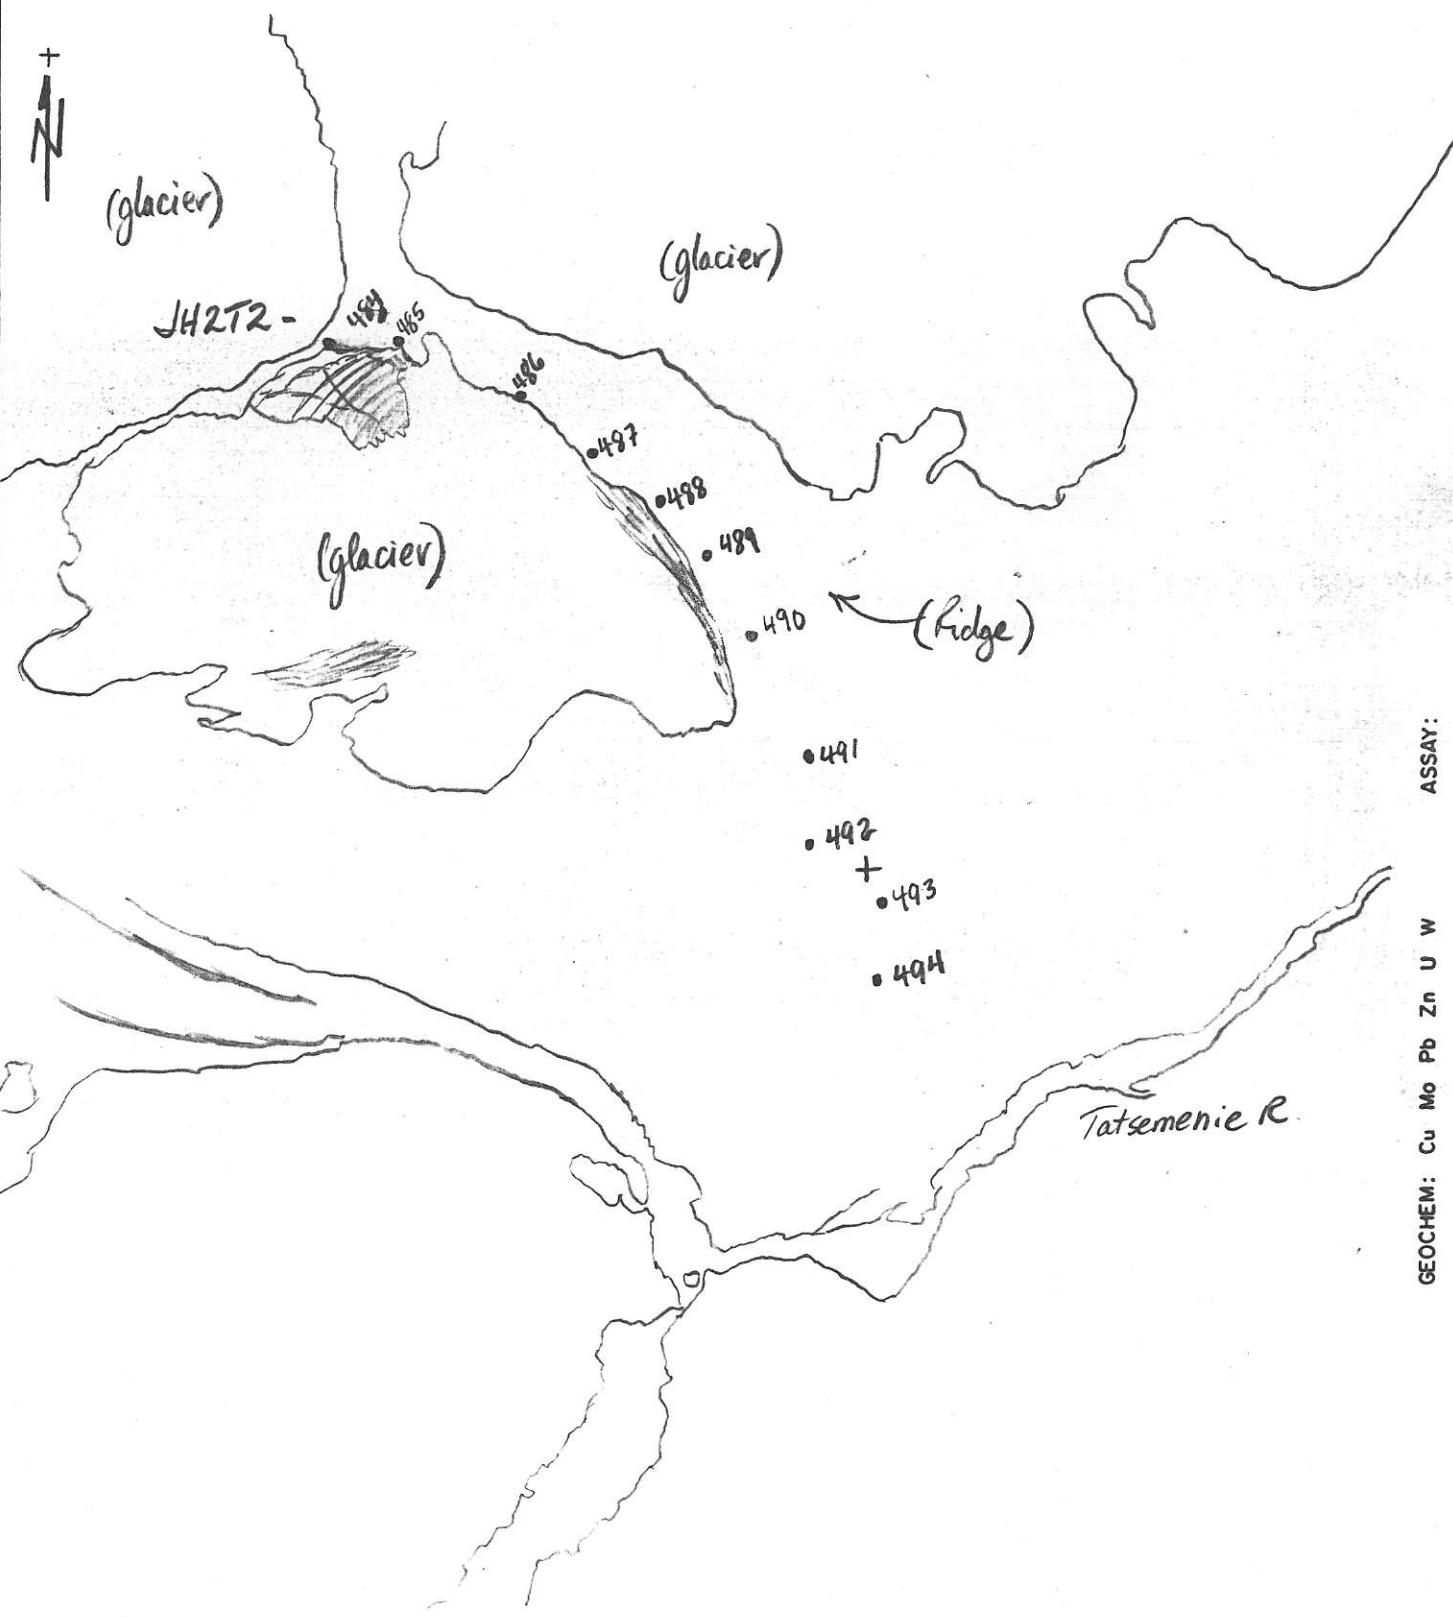 N
(glacier)
(glacier)
JH2T2 -
484
485
486
487
488
489
(glacier)
490
(Ridge)
491
492
493
494
Tatsemenie R.
GEOCHEM: Cu Mo Pb Zn U W ASSAY: